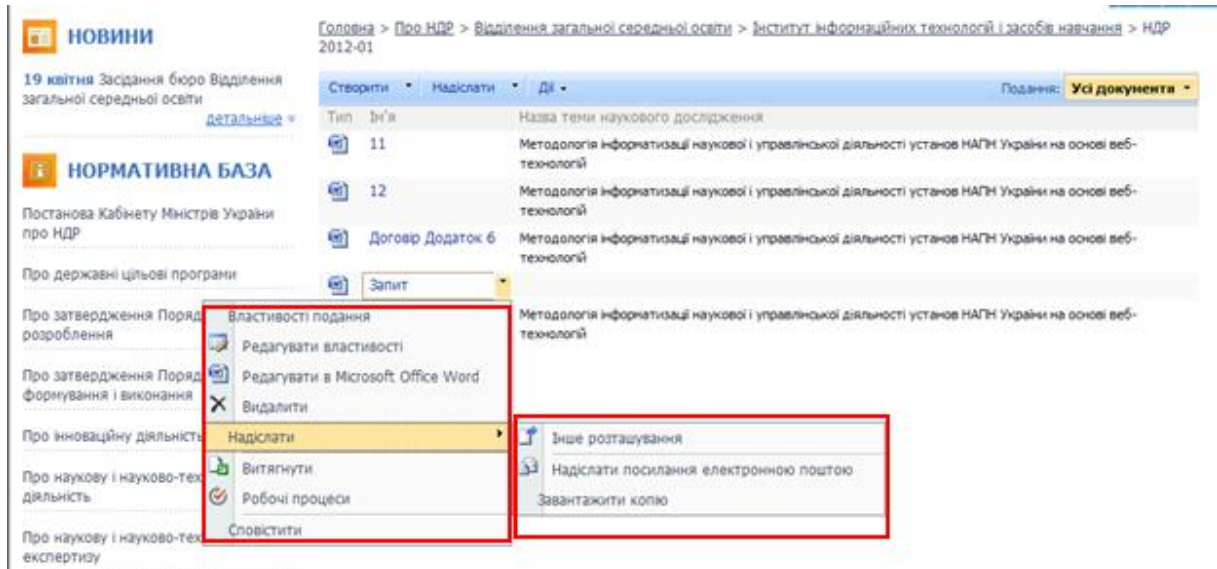 НОВИНИ
19 квітня Засідання бюро Відділення
загальної середньої освіти
детальніше »
НОРМАТИВНА БАЗА
Постанова Кабінету Міністрів України
про НДР
Про державні цільові програми
Про затвердження Поряд
розроблення
Про затвердження Поряд
формування і виконання
Про інноваційну діяльність
Про наукову і науково-тех
діяльність
Про наукову і науково-тех
експертизу
Головна > Про НДР > Відділення загальної середньої освіти > Інститут інформаційних технологій і засобів навчання > НДР
2012-01
Створити Надіслати Дії Подання: Усі документи
Тип Ім'я Назва теми наукового дослідження
11 Методологія інформатизації наукової і управлінської діяльності установ НАПН України на основі веб-
технологій
12 Методологія інформатизації наукової і управлінської діяльності установ НАПН України на основі веб-
технологій
Договір Додаток 6 Методологія інформатизації наукової і управлінської діяльності установ НАПН України на основі веб-
технологій
Запит
Методологія інформатизації наукової і управлінської діяльності установ НАПН України на основі веб-
технологій
Властивості подання
Редагувати властивості
Редагувати в Microsoft Office Word
Видалити
Надіслати
Витягнути
Робочі процеси
Сповістити
Інше розташування
Надіслати посилання електронною поштою
Завантажити копію